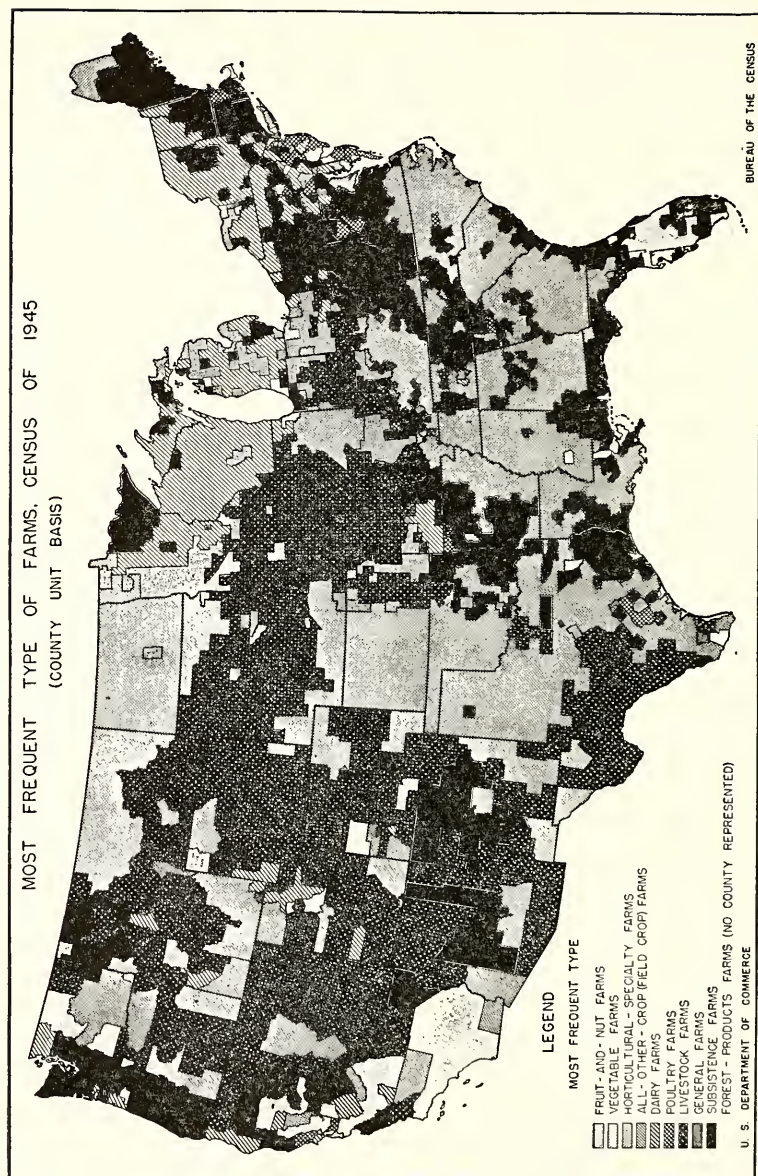 MOST FREQUENT TYPE OF FARMS, CENSUS OF 1945
(COUNTY UNIT BASIS)
LEGEND
MOST FREQUENT TYPE
FRUIT-AND-NUT FARMS
VEGETABLE FARMS
HORTICULTURAL-SPECIALTY FARMS
ALL-OTHER-CROP (FIELD CROP) FARMS
DAIRY FARMS
POULTRY FARMS
LIVESTOCK FARMS
GENERAL FARMS
SUBSISTENCE FARMS
FOREST-PRODUCTS FARMS (NO COUNTY REPRESENTED)
U. S. DEPARTMENT OF COMMERCE
BUREAU OF THE CENSUS